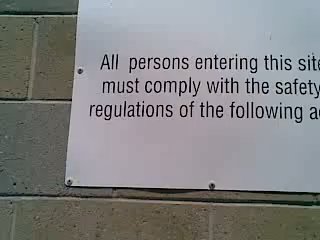 All persons entering this site
must comply with the safety
regulations of the following